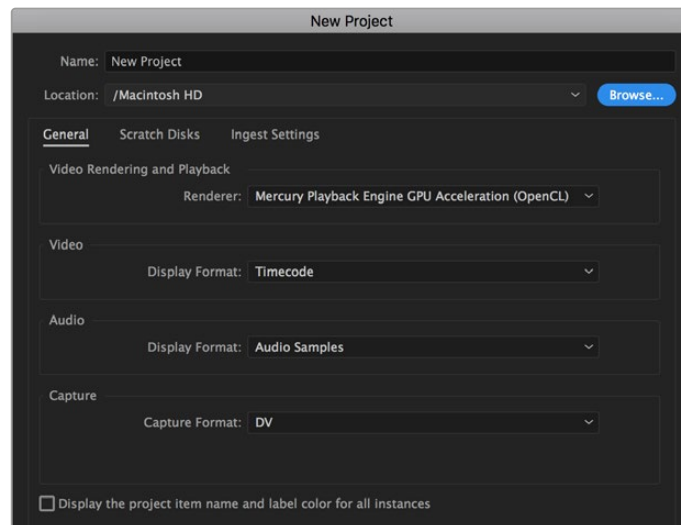 New Project
Name: New Project
Location: /Macintosh HD Browse...
General Scratch Disks Ingest Settings
Video Rendering and Playback
Renderer: Mercury Playback Engine GPU Acceleration (OpenCL)
Video
Display Format: Timecode
Audio
Display Format: Audio Samples
Capture
Capture Format: DV
Display the project item name and label color for all instances